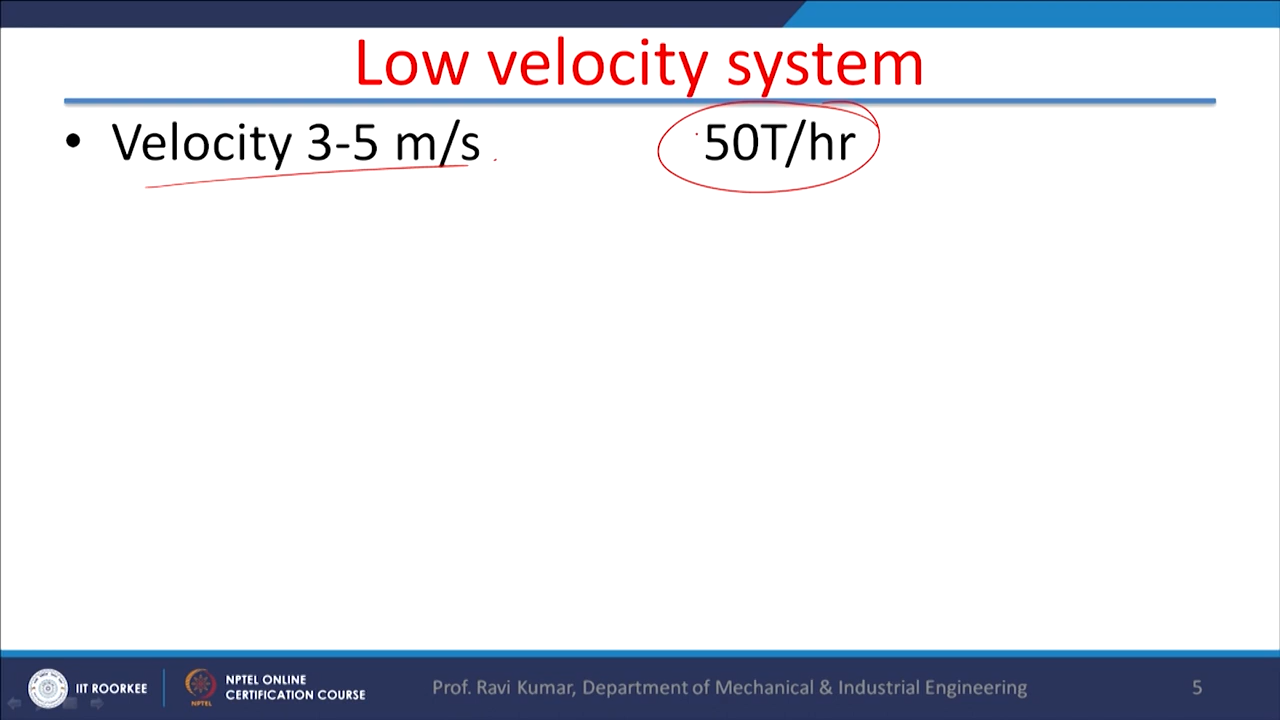 Low velocity system
• Velocity 3-5 m/s 50T/hr
IIT ROORKEE
NPTEL ONLINE
CERTIFICATION COURSE
NPTEL
Prof. Ravi Kumar, Department of Mechanical & Industrial Engineering
5